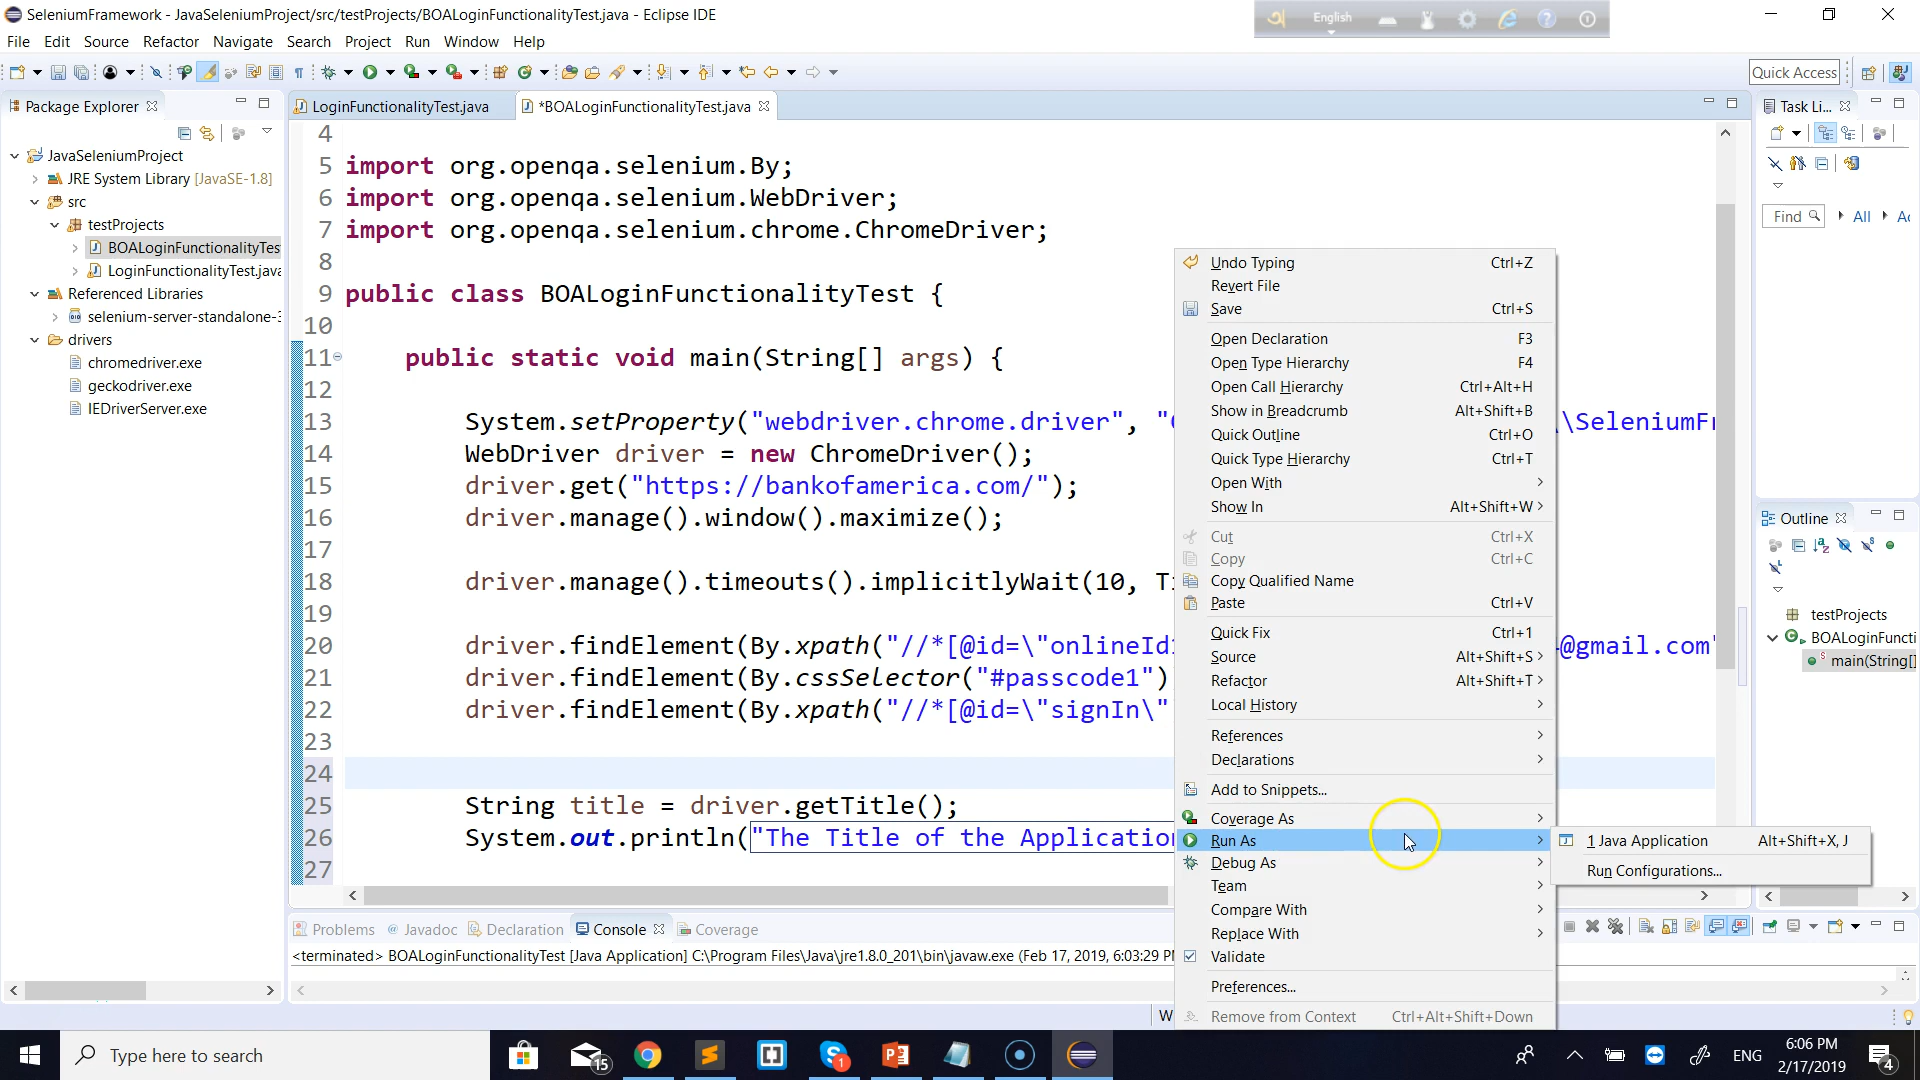 SeleniumFramework - JavaSeleniumProject/src/testProjects/BOALoginFunctionalityTest.java - Eclipse IDE
English
File Edit Source Refactor Navigate Search Project Run Window Help
Quick Access
Package Explorer
LoginFunctionalityTest.java
*BOALoginFunctionalityTest.java
Task Li...
JavaSeleniumProject
JRE System Library [JavaSE-1.8]
src
testProjects
BOALoginFunctionalityTes
LoginFunctionalityTest.java
Referenced Libraries
selenium-server-standalone-3
drivers
chromedriver.exe
geckodriver.exe
IEDriverServer.exe
4
5 import org.openqa.selenium.By;
6 import org.openqa.selenium.WebDriver;
7 import org.openqa.selenium.chrome.ChromeDriver;
8
9 public class BOALoginFunctionalityTest {
10
11 public static void main(String[] args) {
12
13 System.setProperty("webdriver.chrome.driver", " \\SeleniumFr
14 WebDriver driver = new ChromeDriver();
15 driver.get("https://bankofamerica.com/");
16 driver.manage().window().maximize();
17
18 driver.manage().timeouts().implicitlyWait(10, Ti
19
20 driver.findElement(By.xpath("//*[@id=\"onlineId1 @gmail.com"
21 driver.findElement(By.cssSelector("#passcode1")
22 driver.findElement(By.xpath("//*[@id=\"signIn\"
23
24
25 String title = driver.getTitle();
26 System.out.println("The Title of the Application
27
Undo Typing Ctrl+Z
Revert File
Save Ctrl+S
Open Declaration F3
Open Type Hierarchy F4
Open Call Hierarchy Ctrl+Alt+H
Show in Breadcrumb Alt+Shift+B
Quick Outline Ctrl+O
Quick Type Hierarchy Ctrl+T
Open With
Show In Alt+Shift+W
Cut Ctrl+X
Copy Ctrl+C
Copy Qualified Name
Paste Ctrl+V
Quick Fix Ctrl+1
Source Alt+Shift+S
Refactor Alt+Shift+T
Local History
References
Declarations
Add to Snippets...
Coverage As
Run As
Debug As
Team
Compare With
Replace With
Validate
Preferences...
Remove from Context Ctrl+Alt+Shift+Down
1 Java Application Alt+Shift+X, J
Run Configurations...
Find All Ac
Outline
testProjects
BOALoginFuncti
main(String[]
Problems @ Javadoc Declaration Console Coverage
<terminated> BOALoginFunctionalityTest [Java Application] C:\Program Files\Java\jre1.8.0_201\bin\javaw.exe (Feb 17, 2019, 6:03:29 P
W
Type here to search
15
1
ENG
6:06 PM
2/17/2019
4